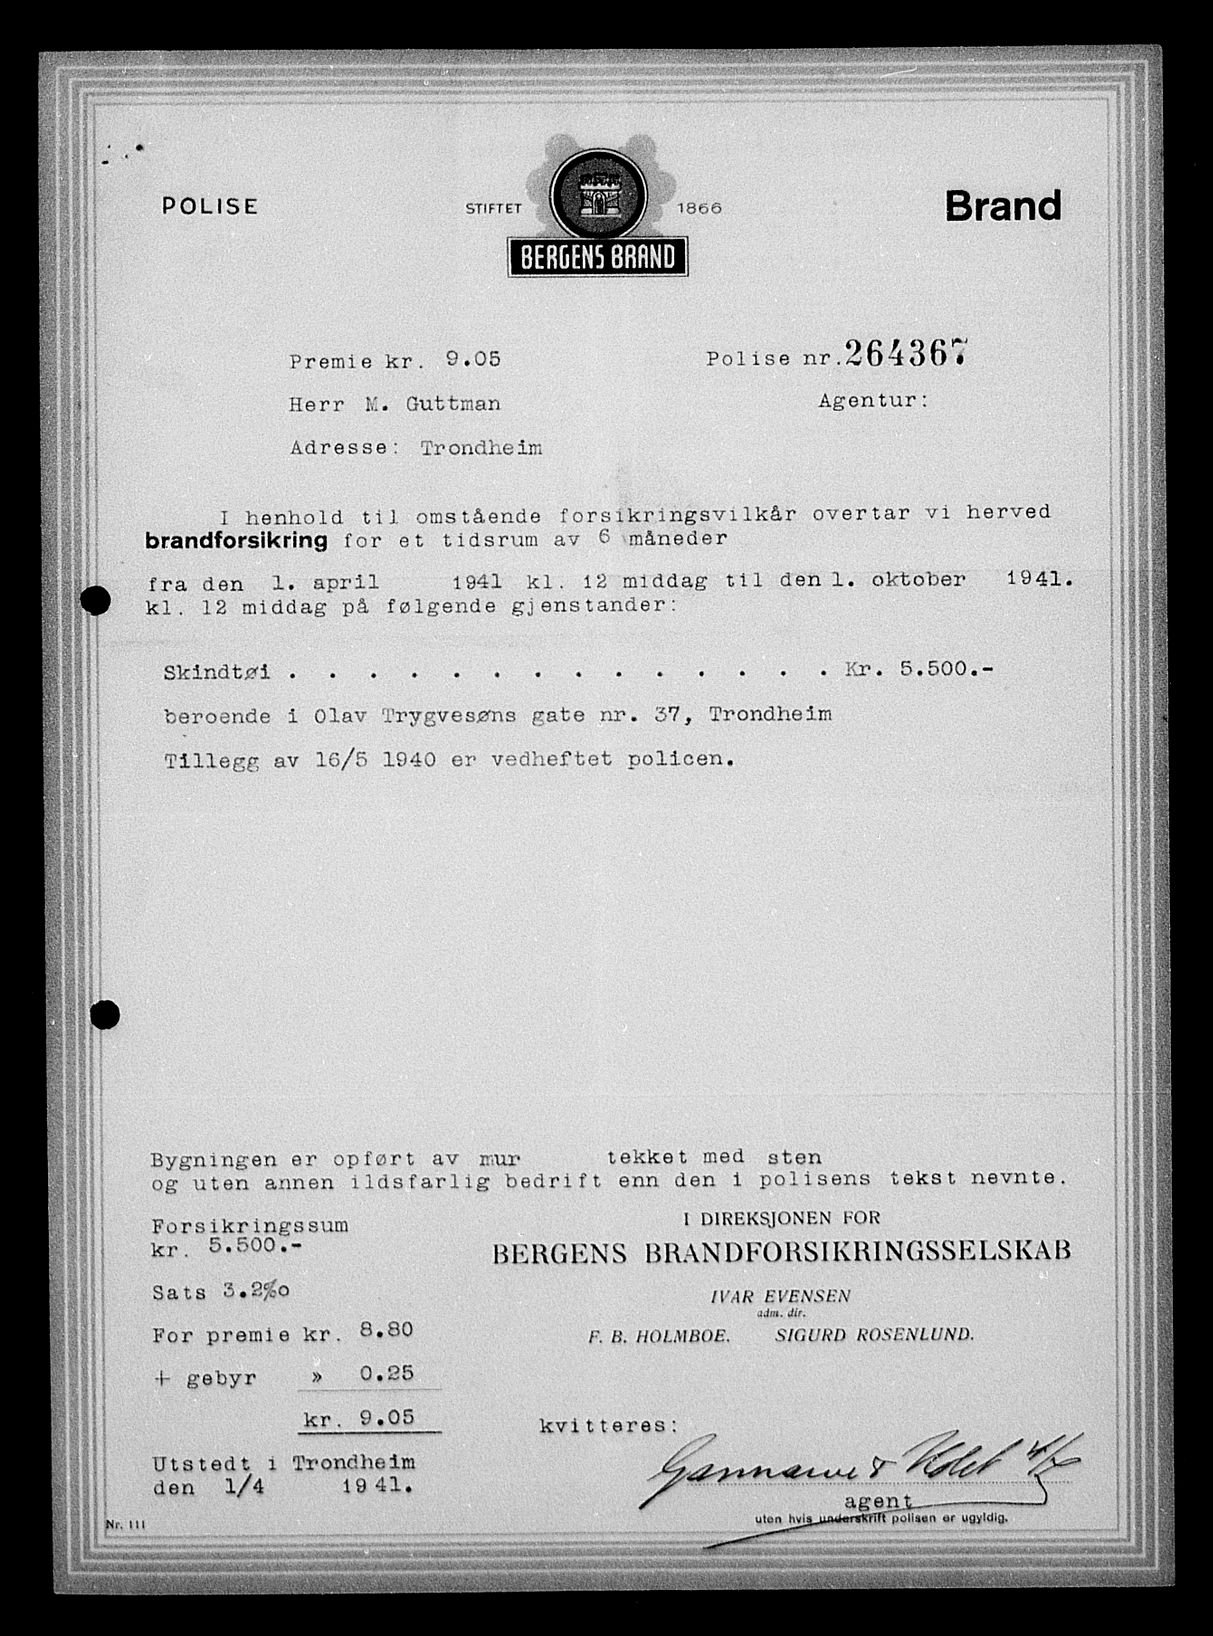 POLISE
STIFTET 1866
BERGENS BRAND
Brand
Premie kr. 9.05
Polise nr. 264367
Herr M. Guttman
Agentur:
Adresse: Trondheim
I henhold til omstående forsikringsvilkår overtar vi herved
brandforsikring for et tidsrum av 6 måneder
fra den 1. april 1941 kl. 12 middag til den 1. oktober 1941.
kl. 12 middag på følgende gjenstander:
Skindtøi . . . . . . . . . . . . . . Kr. 5.500.-
beroende i Olav Trygvesøns gate nr. 37, Trondheim
Tillegg av 16/5 1940 er vedheftet policen.
Bygningen er opført av mur tekket med sten
og uten annen ildsfarlig bedrift enn den i polisens tekst nevnte.
Forsikringssum
kr. 5.500.-
Sats 3.2‰
For premie kr. 8.80
+ gebyr » 0.25
kr. 9.05
Utstedt i Trondheim
den 1/4 1941.
I DIREKSJONEN FOR
BERGENS BRANDFORSIKRINGSSELSKAB
IVAR EVENSEN
adm. dir.
F. B. HOLMBOE. SIGURD ROSENLUND.
kvitteres:
agent
uten hvis underskrift polisen er ugyldig.
Nr. 111